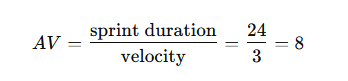 AV = sprint duration / velocity = 24 / 3 = 8